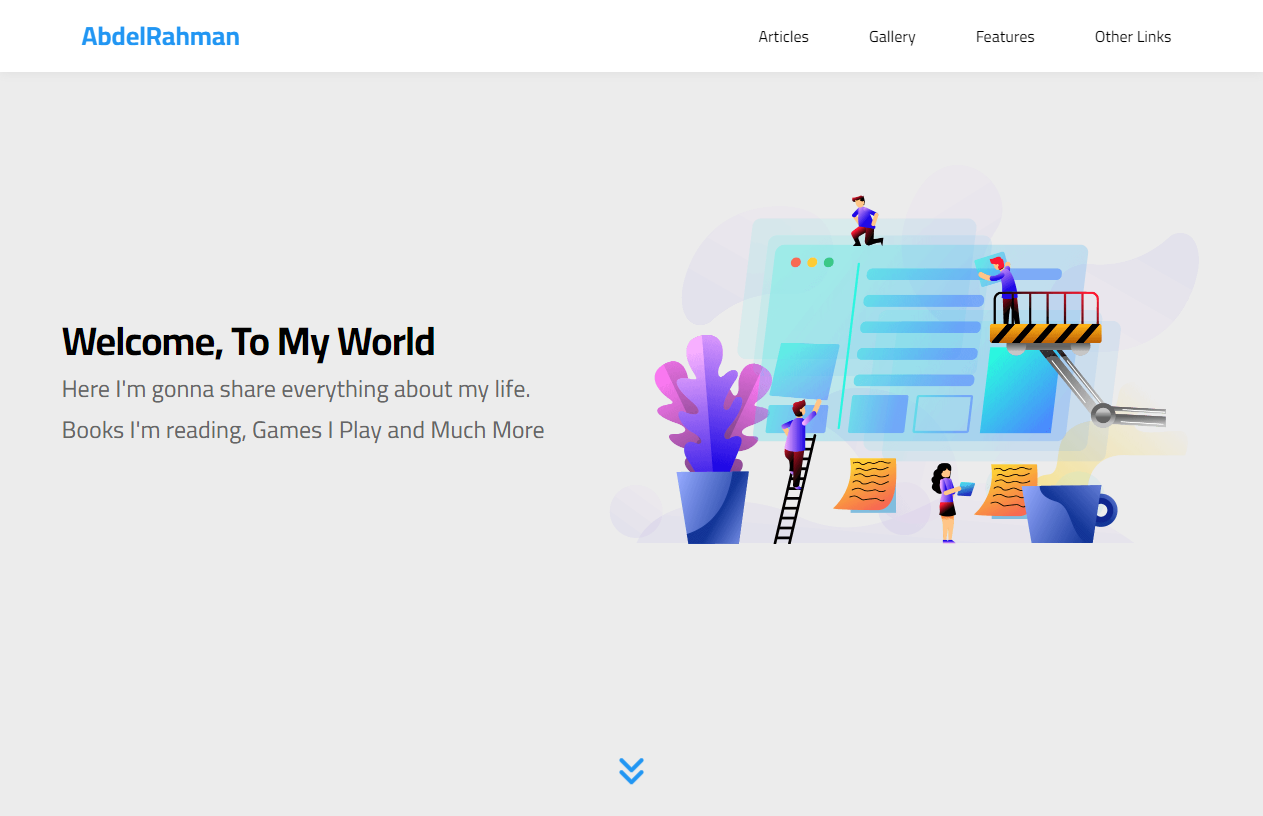 AbdelRahman
Articles
Gallery
Features
Other Links
Welcome, To My World
Here I'm gonna share everything about my life.
Books I'm reading, Games I Play and Much More